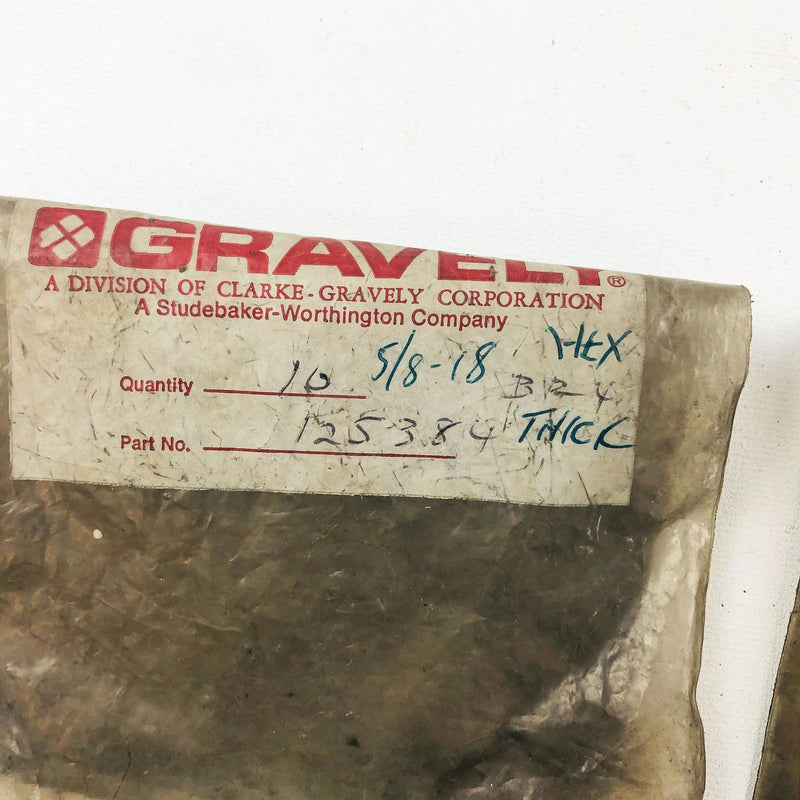 GRAVELY®
A DIVISION OF CLARKE-GRAVELY CORPORATION
A Studebaker-Worthington Company
Quantity 10 5/8-18 HEX
B24
Part No. 125384 THICK